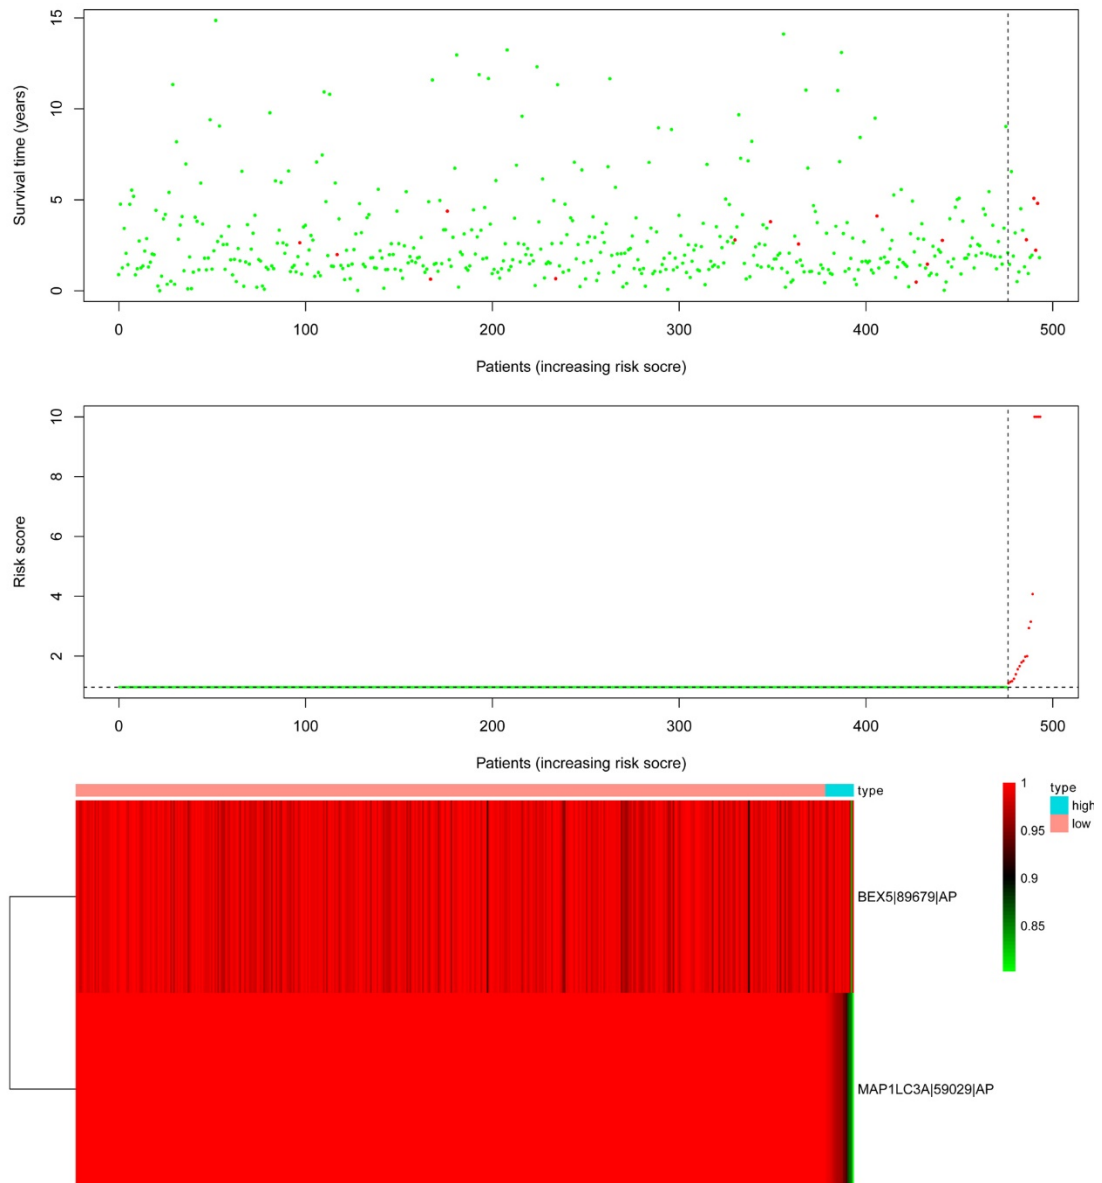 15
10
5
0
Survival time (years)
0 100 200 300 400 500
Patients (increasing risk socre)
10
8
6
4
2
Risk score
0 100 200 300 400 500
Patients (increasing risk socre)
type
BEX5|89679|AP
MAP1LC3A|59029|AP
1
0.95
0.9
0.85
type
high
low